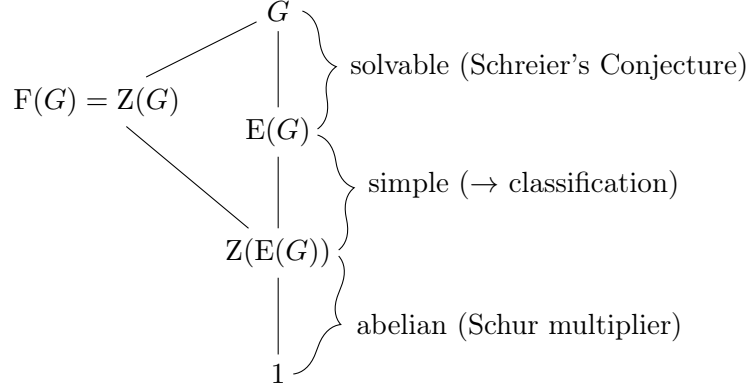 G
solvable (Schreier's Conjecture)
F(G) = Z(G)
E(G)
simple (→ classification)
Z(E(G))
abelian (Schur multiplier)
1